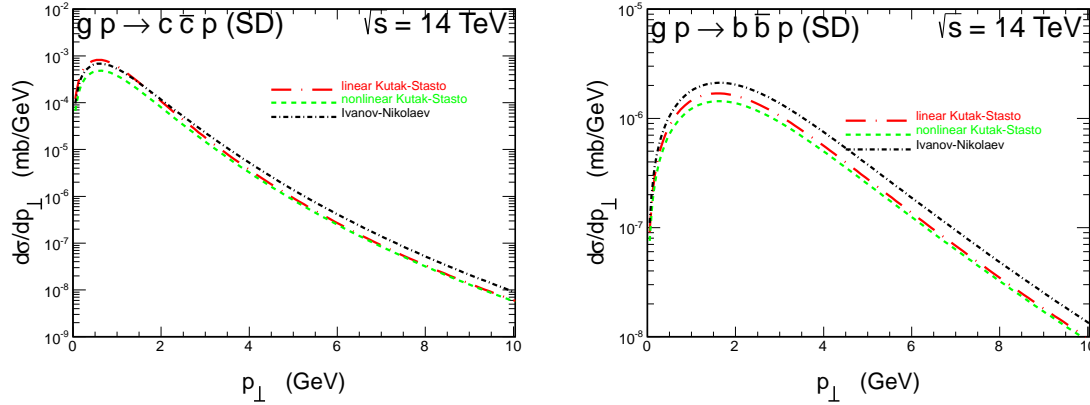 g p → c c̅ p (SD) √s = 14 TeV
dσ/dp⊥ (mb/GeV)
10⁻²
10⁻³
10⁻⁴
10⁻⁵
10⁻⁶
10⁻⁷
10⁻⁸
10⁻⁹
linear Kutak-Stasto
nonlinear Kutak-Stasto
Ivanov-Nikolaev
0 2 4 6 8 10
p⊥ (GeV)
g p → b b̅ p (SD) √s = 14 TeV
dσ/dp⊥ (mb/GeV)
10⁻⁵
10⁻⁶
10⁻⁷
10⁻⁸
linear Kutak-Stasto
nonlinear Kutak-Stasto
Ivanov-Nikolaev
0 2 4 6 8 10
p⊥ (GeV)